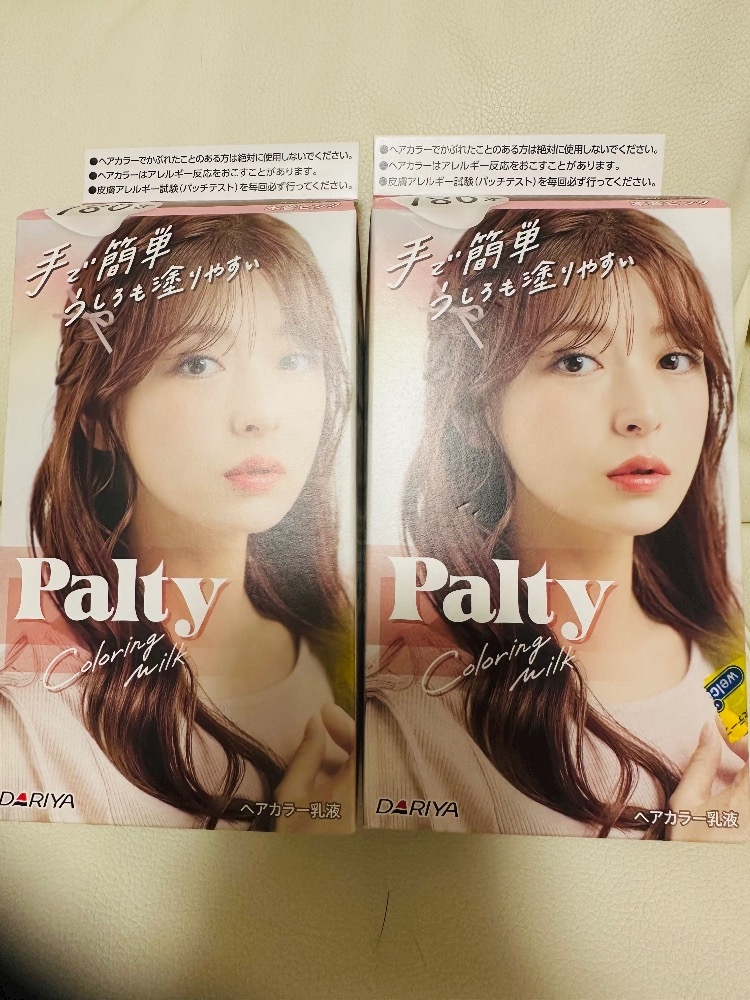 ●ヘアカラーでかぶれたことのある方は絶対に使用しないでください。
●ヘアカラーはアレルギー反応をおこすことがあります。
●皮膚アレルギー試験(パッチテスト)を毎回必ず行ってください。
手で簡単
うしろも塗りやすい
Palty
Coloring
Milk
DARIYA
ヘアカラー乳液
●ヘアカラーでかぶれたことのある方は絶対に使用しないでください。
●ヘアカラーはアレルギー反応をおこすことがあります。
●皮膚アレルギー試験(パッチテスト)を毎回必ず行ってください。
手で簡単
うしろも塗りやすい
Palty
Coloring
Milk
DARIYA
ヘアカラー乳液